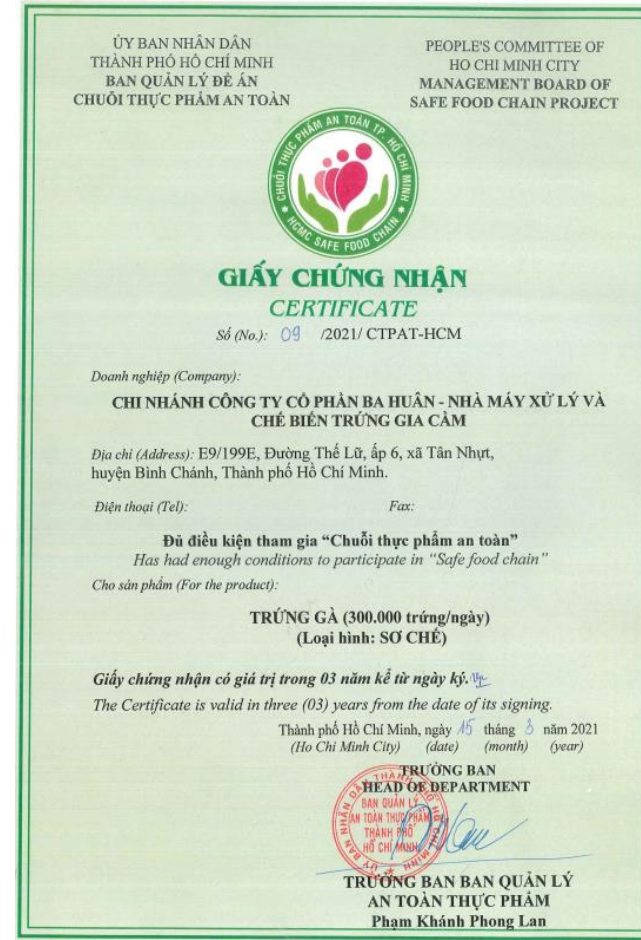 ỦY BAN NHÂN DÂN
THÀNH PHỐ HỒ CHÍ MINH
BAN QUẢN LÝ ĐỀ ÁN
CHUỖI THỰC PHẨM AN TOÀN
PEOPLE'S COMMITTEE OF
HO CHI MINH CITY
MANAGEMENT BOARD OF
SAFE FOOD CHAIN PROJECT
CHUỖI THỰC PHẨM AN TOÀN TP. HỒ CHÍ MINH
HCMC SAFE FOOD CHAIN
GIẤY CHỨNG NHẬN
CERTIFICATE
Số (No.): 09 /2021/ CTPAT-HCM
Doanh nghiệp (Company):
CHI NHÁNH CÔNG TY CỔ PHẦN BA HUÂN - NHÀ MÁY XỬ LÝ VÀ
CHẾ BIẾN TRỨNG GIA CẦM
Địa chỉ (Address): E9/199E, Đường Thế Lữ, ấp 6, xã Tân Nhựt,
huyện Bình Chánh, Thành phố Hồ Chí Minh.
Điện thoại (Tel): Fax:
Đủ điều kiện tham gia “Chuỗi thực phẩm an toàn”
Has had enough conditions to participate in “Safe food chain”
Cho sản phẩm (For the product):
TRỨNG GÀ (300.000 trứng/ngày)
(Loại hình: SƠ CHẾ)
Giấy chứng nhận có giá trị trong 03 năm kể từ ngày ký.
The Certificate is valid in three (03) years from the date of its signing.
Thành phố Hồ Chí Minh, ngày 15 tháng 3 năm 2021
(Ho Chi Minh City) (date) (month) (year)
TRƯỞNG BAN
HEAD OF DEPARTMENT
BAN QUẢN LÝ
AN TOÀN THỰC PHẨM
THÀNH PHỐ
HỒ CHÍ MINH
TRƯỞNG BAN BAN QUẢN LÝ
AN TOÀN THỰC PHẨM
Phạm Khánh Phong Lan